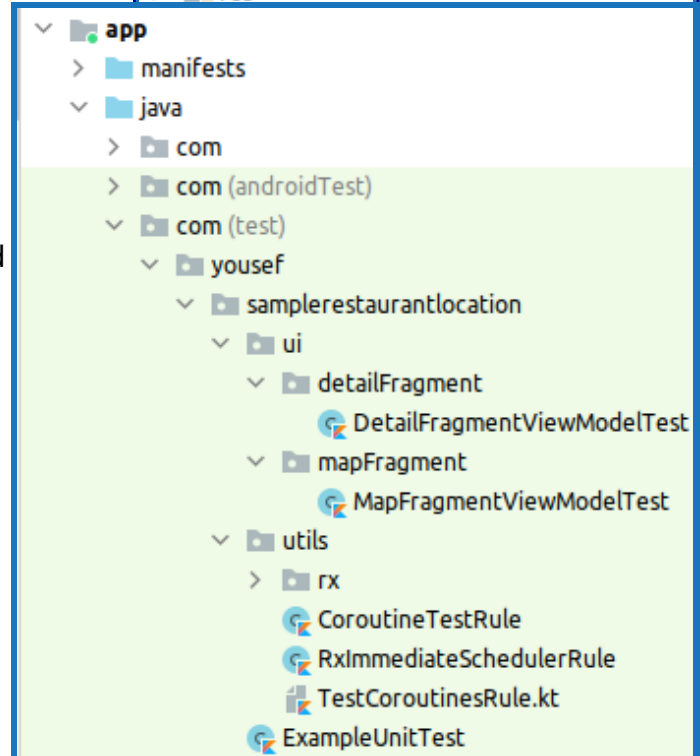 app
manifests
java
com
com (androidTest)
com (test)
yousef
samplerestaurantlocation
ui
detailFragment
DetailFragmentViewModelTest
mapFragment
MapFragmentViewModelTest
utils
rx
CoroutineTestRule
RxImmediateSchedulerRule
TestCoroutinesRule.kt
ExampleUnitTest